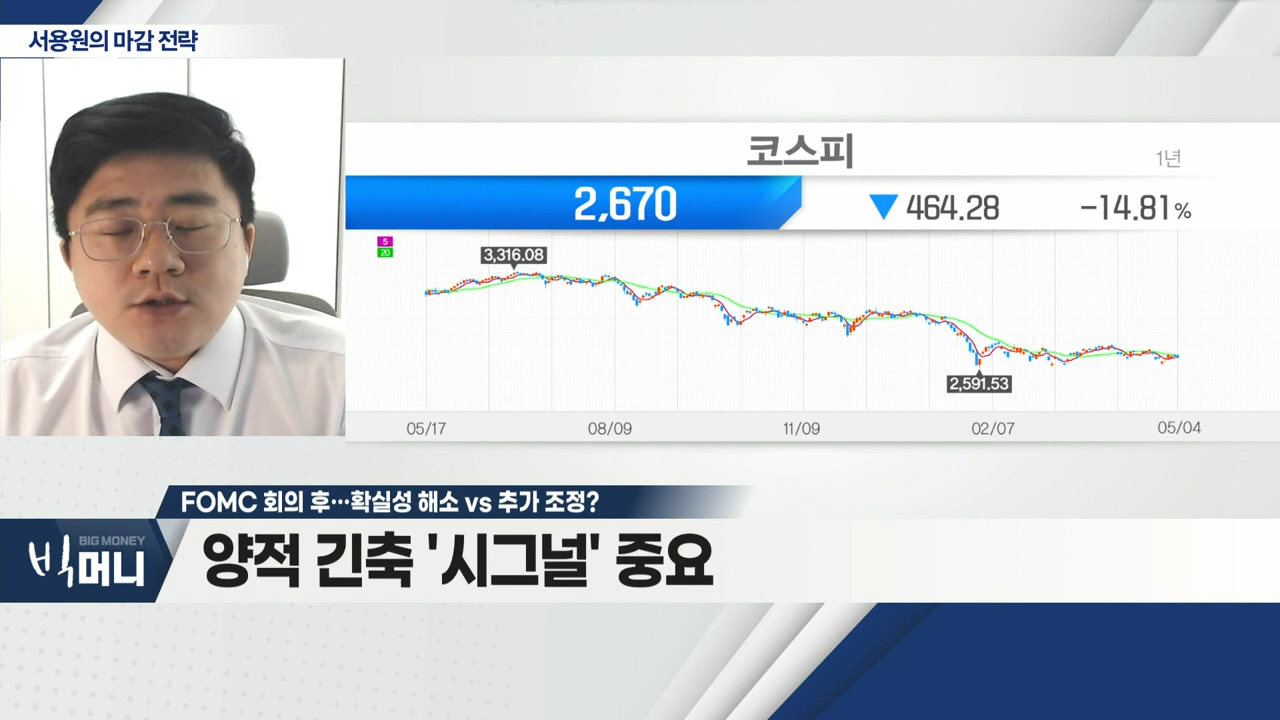 서용원의 마감 전략
코스피
1년
2,670 ▼ 464.28 -14.81%
5
20
3,316.08
2,591.53
05/17 08/09 11/09 02/07 05/04
FOMC 회의 후…확실성 해소 vs 추가 조정?
BIG MONEY
빅머니
양적 긴축 '시그널' 중요